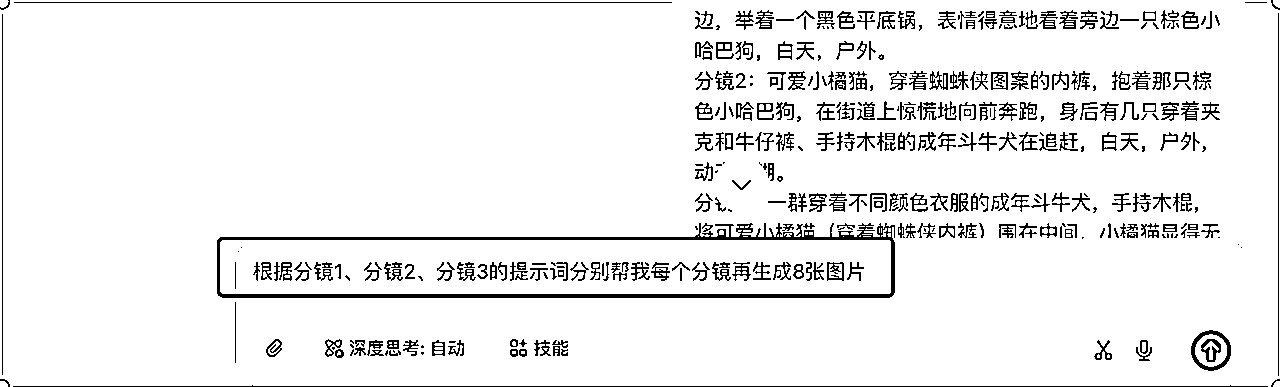 边，举着一个黑色平底锅，表情得意地看着旁边一只棕色小
哈巴狗，白天，户外。
分镜2：可爱小橘猫，穿着蜘蛛侠图案的内裤，抱着那只棕
色小哈巴狗，在街道上惊慌地向前奔跑，身后有几只穿着夹
克和牛仔裤、手持木棍的成年斗牛犬在追赶，白天，户外，
动 。
分 一群穿着不同颜色衣服的成年斗牛犬，手持木棍，
将可爱小橘猫（穿着蜘蛛侠内裤）围在中间，小橘猫显得无
根据分镜1、分镜2、分镜3的提示词分别帮我每个分镜再生成8张图片
深度思考: 自动 技能